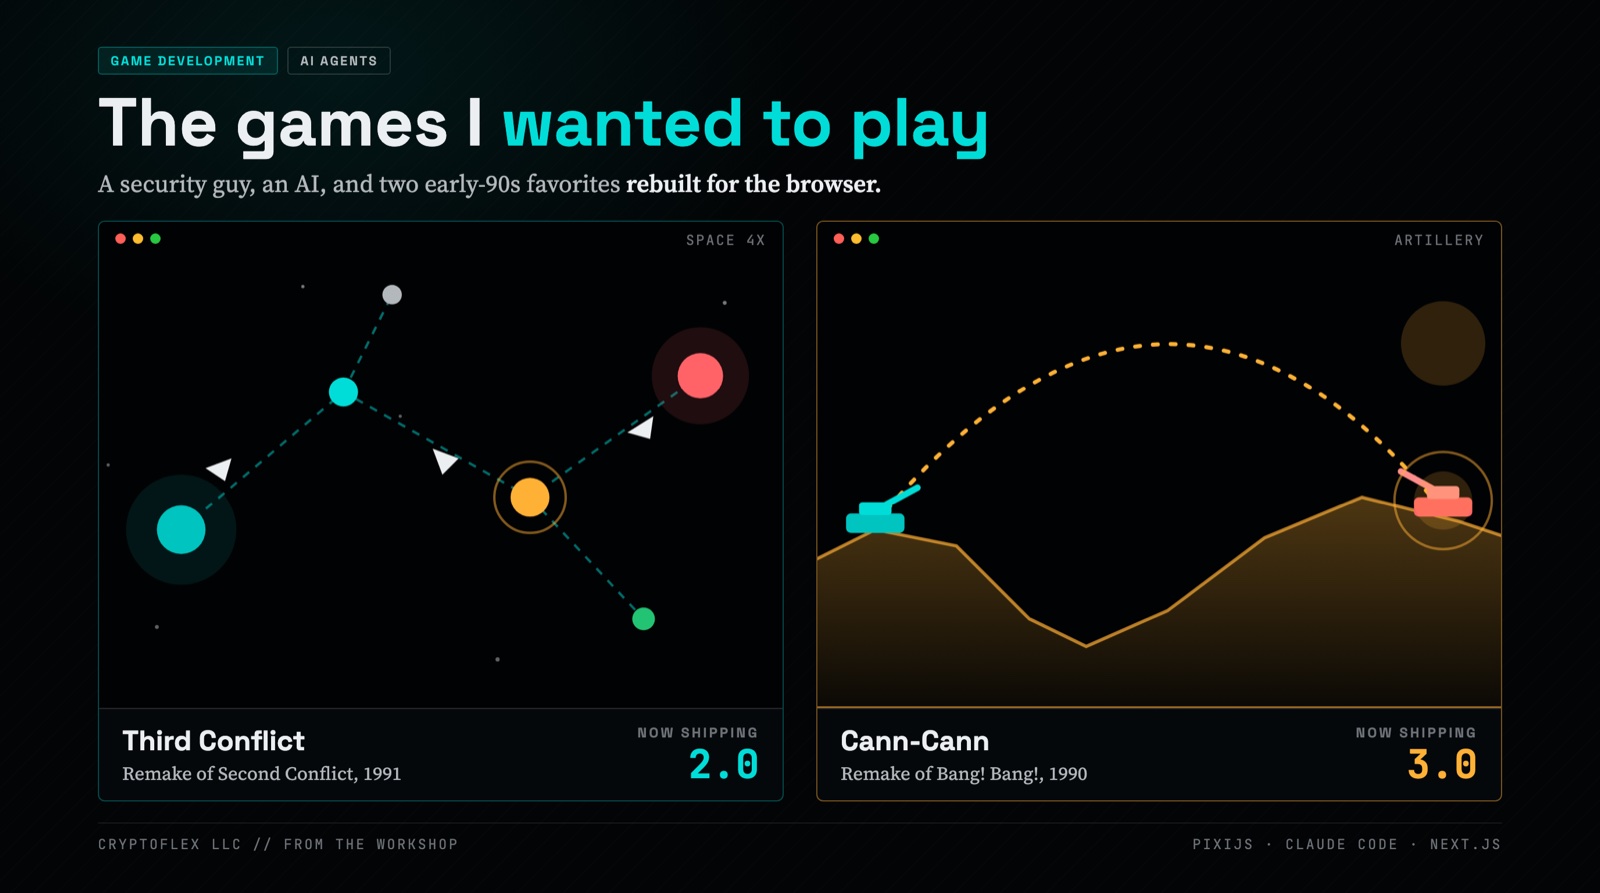 GAME DEVELOPMENT
AI AGENTS
The games I wanted to play
A security guy, an AI, and two early-90s favorites rebuilt for the browser.
SPACE 4X
Third Conflict
Remake of Second Conflict, 1991
NOW SHIPPING
2.0
ARTILLERY
Cann-Cann
Remake of Bang! Bang!, 1990
NOW SHIPPING
3.0
CRYPTOFLEX LLC // FROM THE WORKSHOP
PIXIJS · CLAUDE CODE · NEXT.JS